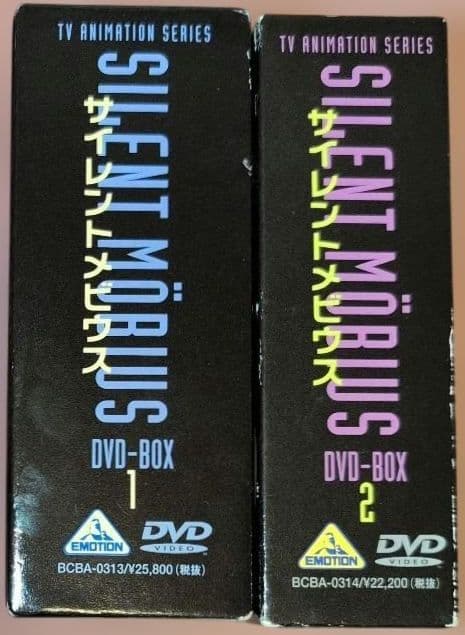 TV ANIMATION SERIES
SILENT MÖBIUS
サイレントメビウス
DVD-BOX
1
EMOTION
DVD
VIDEO
BCBA-0313/¥25,800(税抜)
TV ANIMATION SERIES
SILENT MÖBIUS
サイレントメビウス
DVD-BOX
2
EMOTION
DVD
VIDEO
BCBA-0314/¥22,200(税抜)